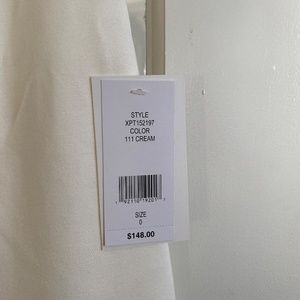 STYLE
XPT152197
COLOR
111 CREAM
SIZE
0
$148.00